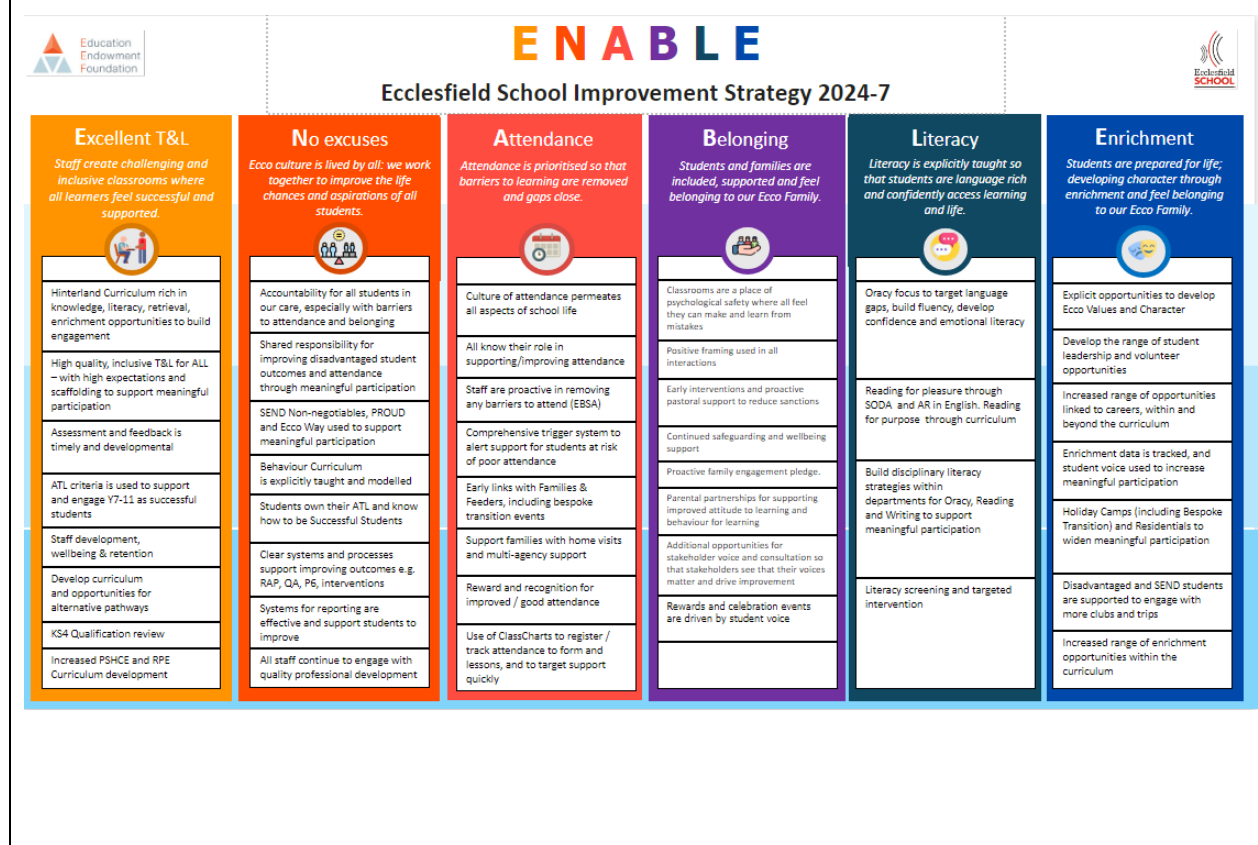 Education
Endowment
Foundation
E N A B L E
Ecclesfield School Improvement Strategy 2024-7
Ecclesfield
SCHOOL
Excellent T&L
Staff create challenging and
inclusive classrooms where
all learners feel successful and
supported.
Hinterland Curriculum rich in
knowledge, literacy, retrieval,
enrichment opportunities to build
engagement
High quality, inclusive T&L for ALL
– with high expectations and
scaffolding to support meaningful
participation
Assessment and feedback is
timely and developmental
ATL criteria is used to support
and engage Y7-11 as successful
students
Staff development,
wellbeing & retention
Develop curriculum
and opportunities for
alternative pathways
KS4 Qualification review
Increased PSHCE and RPE
Curriculum development
No excuses
Ecco culture is lived by all: we work
together to improve the life
chances and aspirations of all
students.
Accountability for all students in
our care, especially with barriers
to attendance and belonging
Shared responsibility for
improving disadvantaged student
outcomes and attendance
through meaningful participation
SEND Non-negotiables, PROUD
and Ecco Way used to support
meaningful participation
Behaviour Curriculum
is explicitly taught and modelled
Students own their ATL and know
how to be Successful Students
Clear systems and processes
support improving outcomes e.g.
RAP, QA, P6, interventions
Systems for reporting are
effective and support students to
improve
All staff continue to engage with
quality professional development
Attendance
Attendance is prioritised so that
barriers to learning are removed
and gaps close.
Culture of attendance permeates
all aspects of school life
All know their role in
supporting/improving attendance
Staff are proactive in removing
any barriers to attend (EBSA)
Comprehensive trigger system to
alert support for students at risk
of poor attendance
Early links with Families &
Feeders, including bespoke
transition events
Support families with home visits
and multi-agency support
Reward and recognition for
improved / good attendance
Use of ClassCharts to register /
track attendance to form and
lessons, and to target support
quickly
Belonging
Students and families are
included, supported and feel
belonging to our Ecco Family.
Classrooms are a place of
psychological safety where all feel
they can make and learn from
mistakes
Positive framing used in all
interactions
Early interventions and proactive
pastoral support to reduce sanctions
Continued safeguarding and wellbeing
support
Proactive family engagement pledge.
Parental partnerships for supporting
improved attitude to learning and
behaviour for learning
Additional opportunities for
stakeholder voice and consultation so
that stakeholders see that their voices
matter and drive improvement
Rewards and celebration events
are driven by student voice
Literacy
Literacy is explicitly taught so
that students are language rich
and confidently access learning
and life.
Oracy focus to target language
gaps, build fluency, develop
confidence and emotional literacy
Reading for pleasure through
SODA and AR in English. Reading
for purpose through curriculum
Build disciplinary literacy
strategies within
departments for Oracy, Reading
and Writing to support
meaningful participation
Literacy screening and targeted
intervention
Enrichment
Students are prepared for life;
developing character through
enrichment and feel belonging
to our Ecco Family.
Explicit opportunities to develop
Ecco Values and Character
Develop the range of student
leadership and volunteer
opportunities
Increased range of opportunities
linked to careers, within and
beyond the curriculum
Enrichment data is tracked, and
student voice used to increase
meaningful participation
Holiday Camps (including Bespoke
Transition) and Residentials to
widen meaningful participation
Disadvantaged and SEND students
are supported to engage with
more clubs and trips
Increased range of enrichment
opportunities within the
curriculum